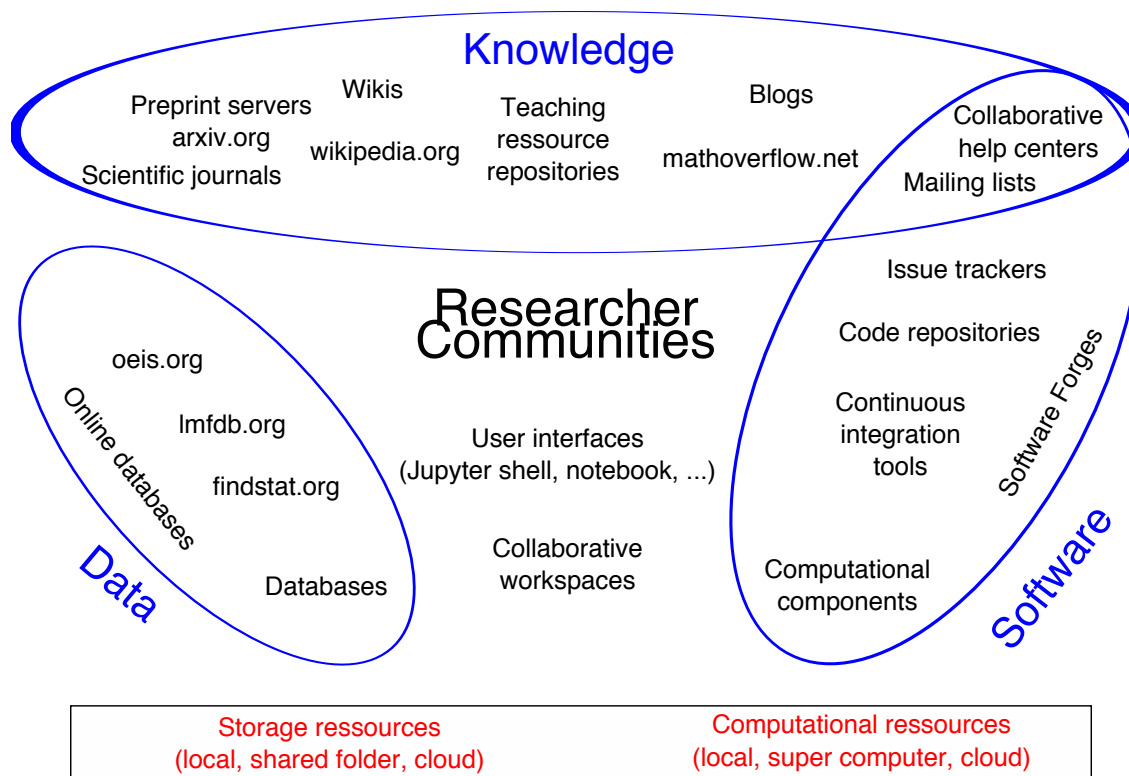 Knowledge
Preprint servers
arxiv.org
Scientific journals
Wikis
wikipedia.org
Teaching
ressource
repositories
Blogs
mathoverflow.net
Collaborative
help centers
Mailing lists
Researcher
Communities
oeis.org
lmfdb.org
findstat.org
Online databases
Databases
Data
User interfaces
(Jupyter shell, notebook, ...)
Collaborative
workspaces
Issue trackers
Code repositories
Continuous
integration
tools
Software Forges
Computational
components
Software
Storage ressources
(local, shared folder, cloud)
Computational ressources
(local, super computer, cloud)